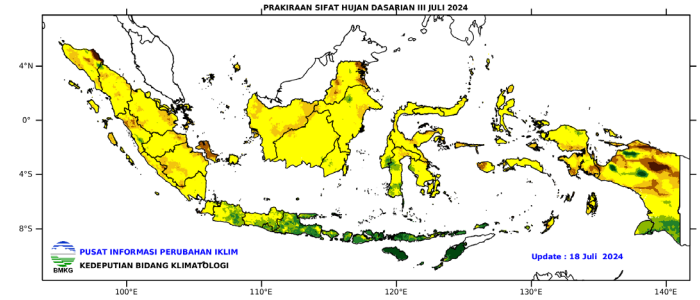 PRAKIRAAN SIFAT HUJAN DASARIAN III JULI 2024
4°N
0°
4°S
8°S
PUSAT INFORMASI PERUBAHAN IKLIM
KEDEPUTIAN BIDANG KLIMATOLOGI
BMKG
Update : 18 Juli 2024
100°E
110°E
120°E
130°E
140°E